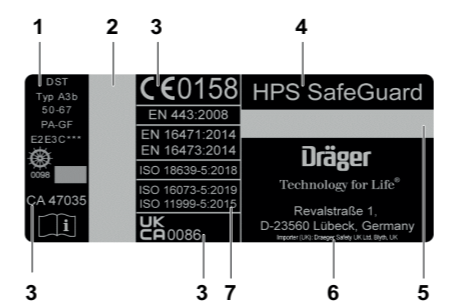 1 2 3 4
DST
Typ A3b
50-67
PA-GF
E2E3C***
0098
CA 47035
i
CE0158
EN 443:2008
EN 16471:2014
EN 16473:2014
ISO 18639-5:2018
ISO 16073-5:2019
ISO 11999-5:2015
UK
CA 0086
HPS SafeGuard
Dräger
Technology for Life®
Revalstraße 1,
D-23560 Lübeck, Germany
Importer (UK): Draeger Safety UK Ltd. Blyth, UK
3 3 7 6 5